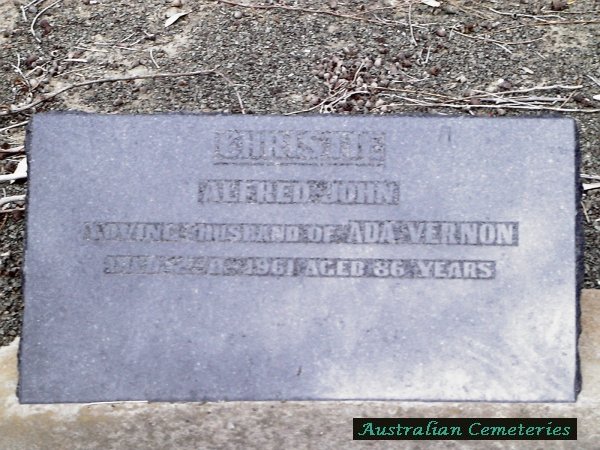 CHRISTIE
ALFRED JOHN
LOVING HUSBAND OF ADA VERNON
1961 AGED 86 YEARS
Australian Cemeteries